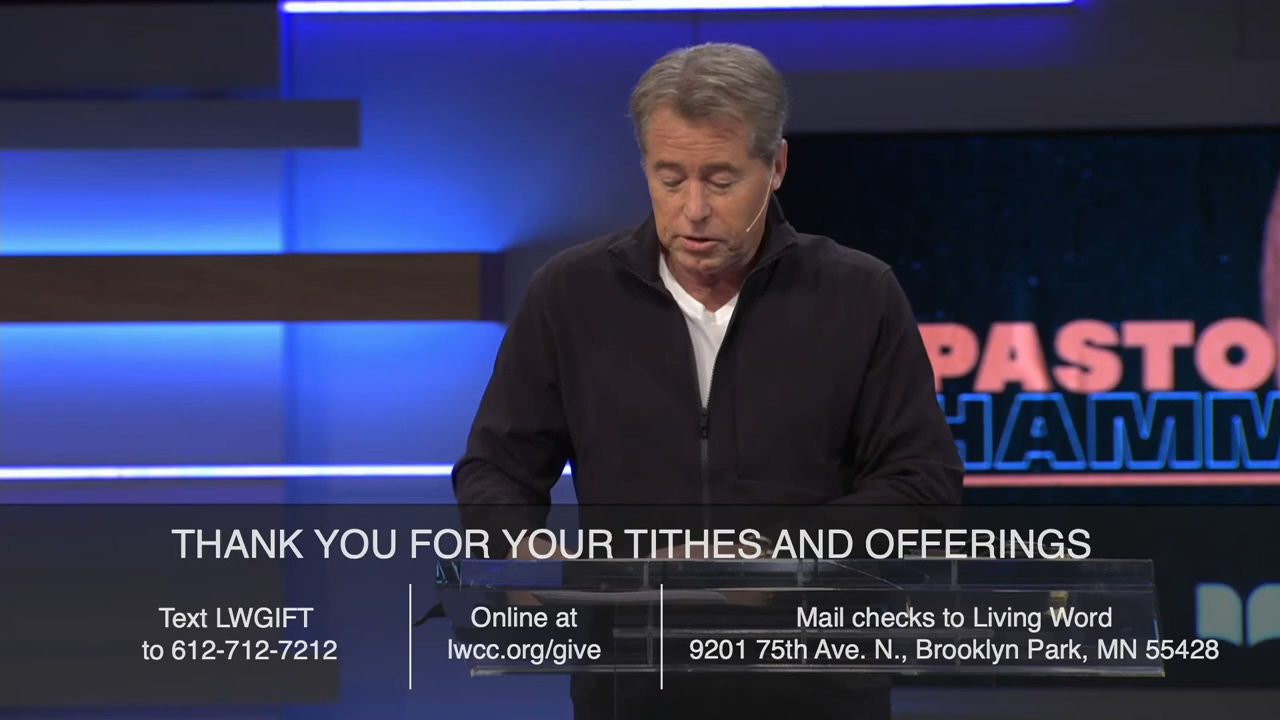 PASTO
HAMM
THANK YOU FOR YOUR TITHES AND OFFERINGS
Text LWGIFT
to 612-712-7212
Online at
lwcc.org/give
Mail checks to Living Word
9201 75th Ave. N., Brooklyn Park, MN 55428